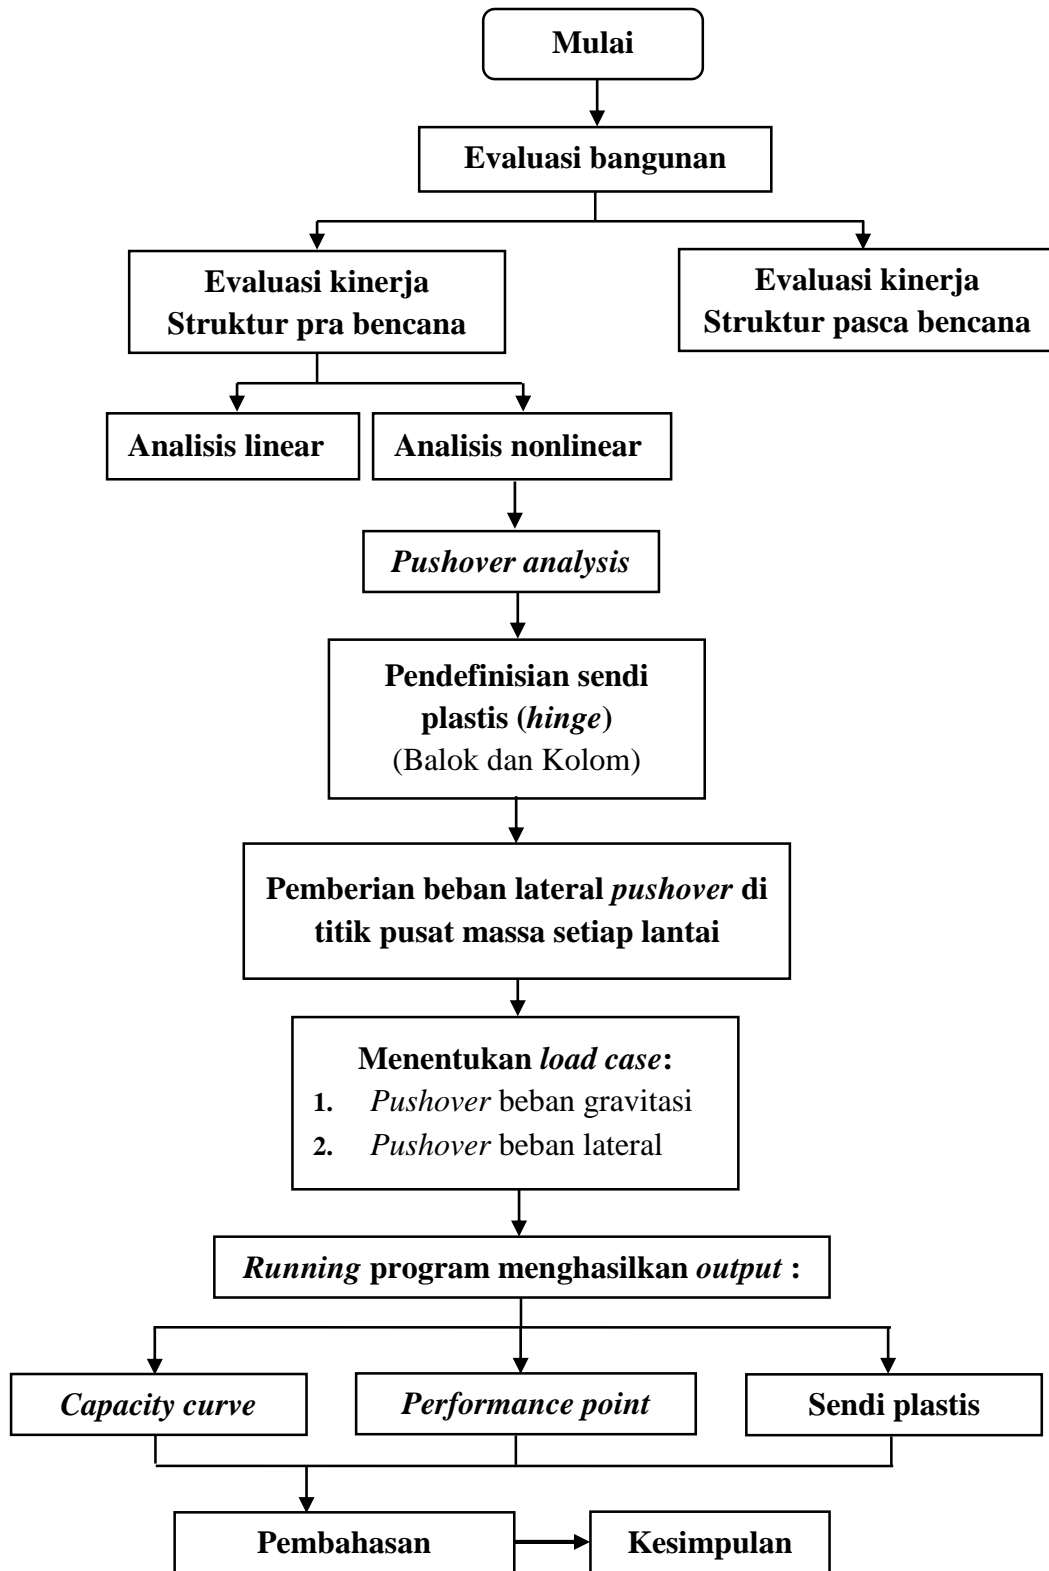 Mulai
Evaluasi bangunan
Evaluasi kinerja
Struktur pra bencana
Evaluasi kinerja
Struktur pasca bencana
Analisis linear
Analisis nonlinear
Pushover analysis
Pendefinisian sendi
plastis (hinge)
(Balok dan Kolom)
Pemberian beban lateral pushover di
titik pusat massa setiap lantai
Menentukan load case:
1. Pushover beban gravitasi
2. Pushover beban lateral
Running program menghasilkan output :
Capacity curve
Performance point
Sendi plastis
Pembahasan
Kesimpulan